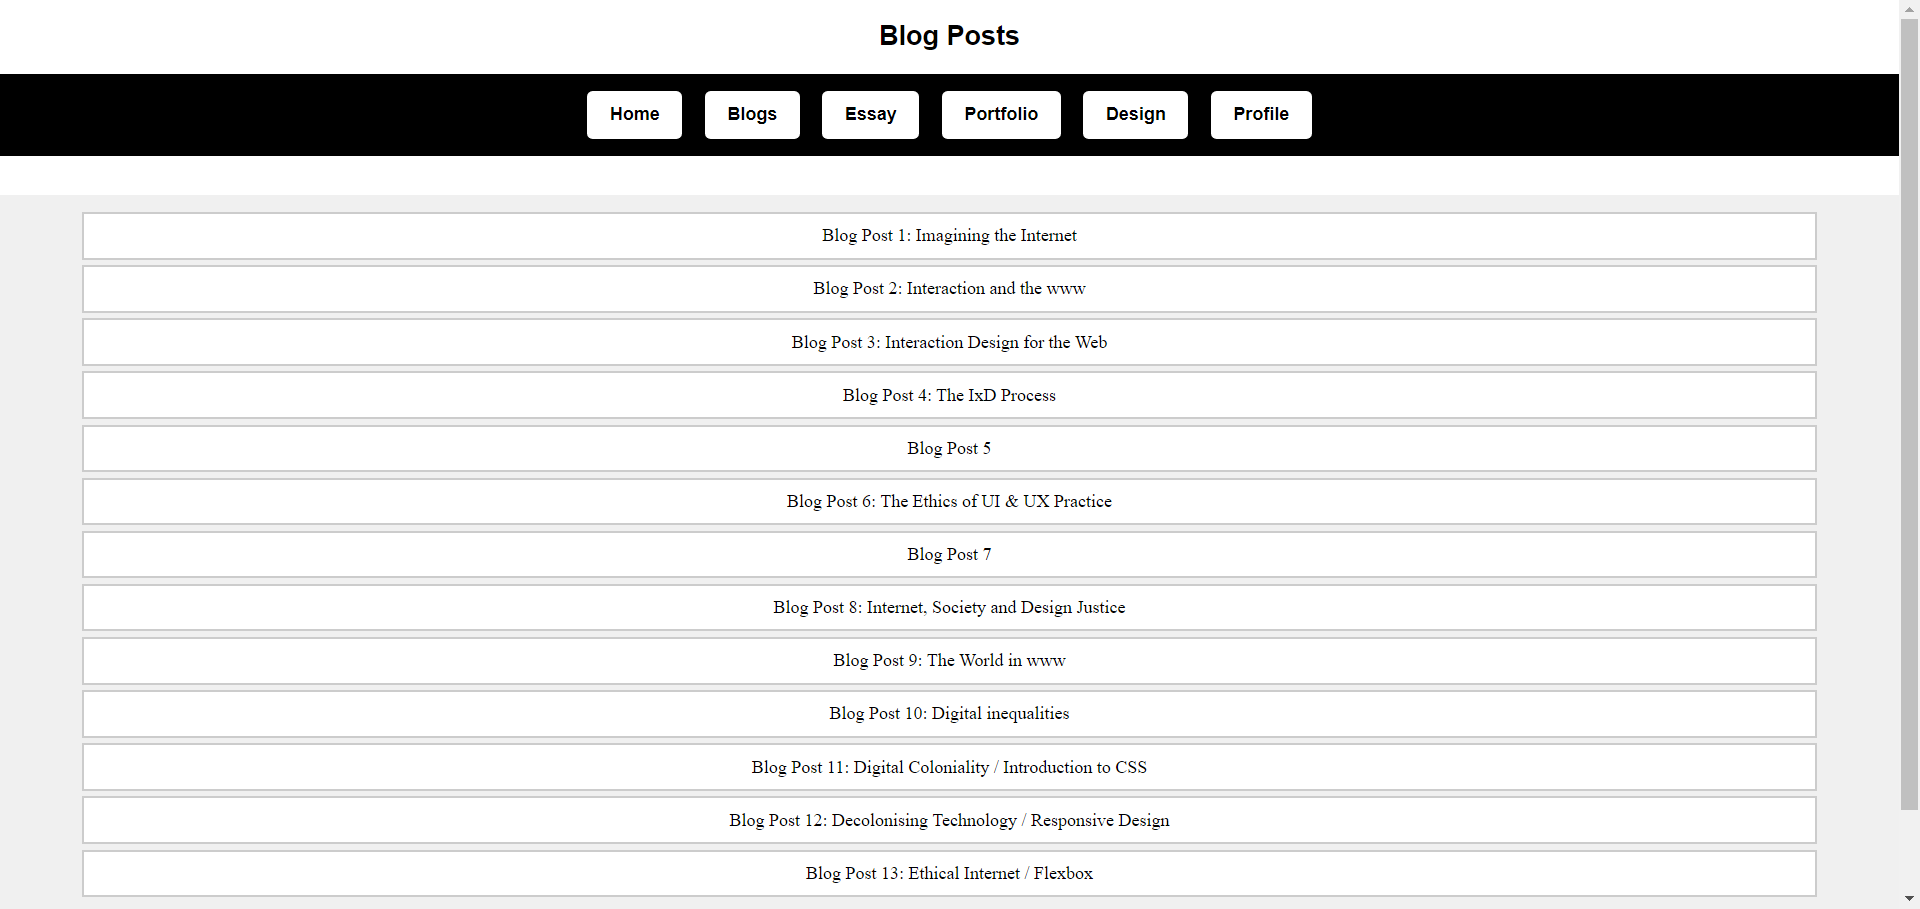 Blog Posts
Home Blogs Essay Portfolio Design Profile
Blog Post 1: Imagining the Internet
Blog Post 2: Interaction and the www
Blog Post 3: Interaction Design for the Web
Blog Post 4: The IxD Process
Blog Post 5
Blog Post 6: The Ethics of UI & UX Practice
Blog Post 7
Blog Post 8: Internet, Society and Design Justice
Blog Post 9: The World in www
Blog Post 10: Digital inequalities
Blog Post 11: Digital Coloniality / Introduction to CSS
Blog Post 12: Decolonising Technology / Responsive Design
Blog Post 13: Ethical Internet / Flexbox